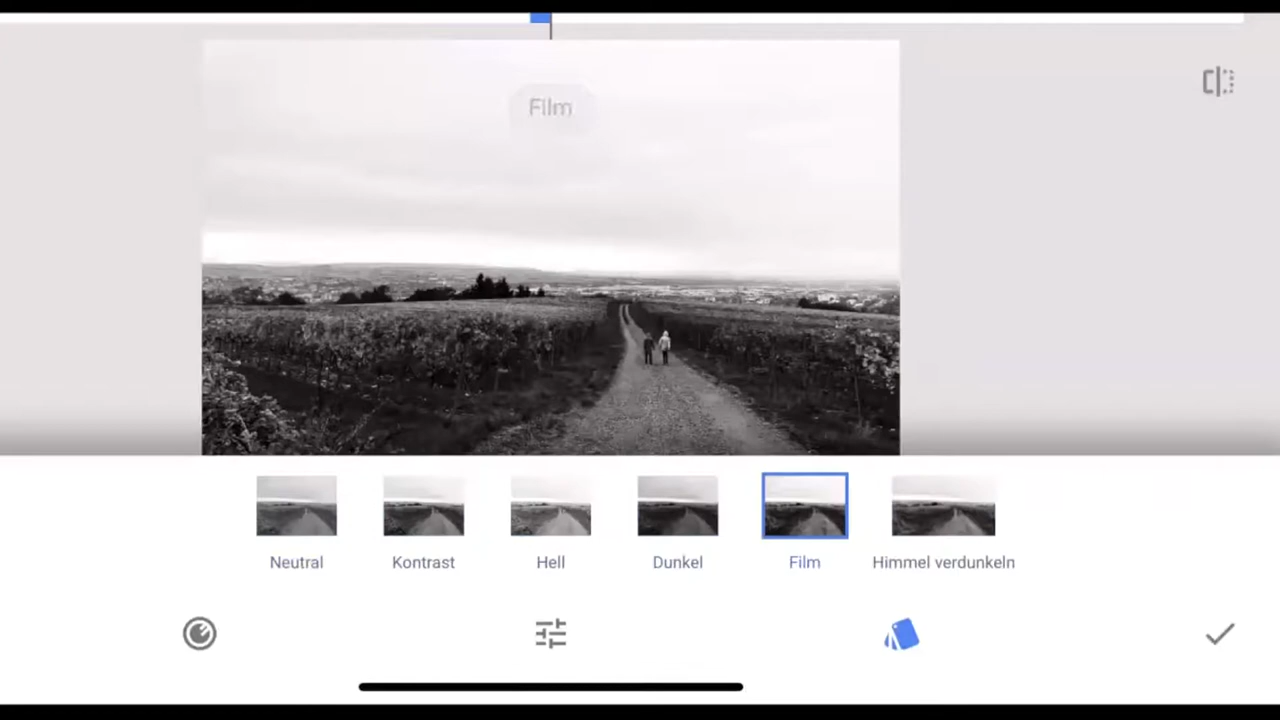 Film
Neutral
Kontrast
Hell
Dunkel
Film
Himmel verdunkeln